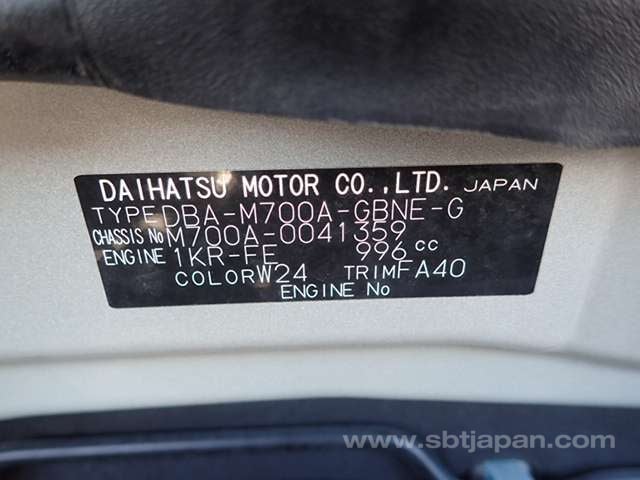 DAIHATSU MOTOR CO.,LTD. JAPAN
TYPE DBA-M700A-GBNE-G
CHASSIS No M700A-0041359
ENGINE 1KR-FE 996 cc
COLOR W24 TRIM FA40
ENGINE No
www.sbtjapan.com